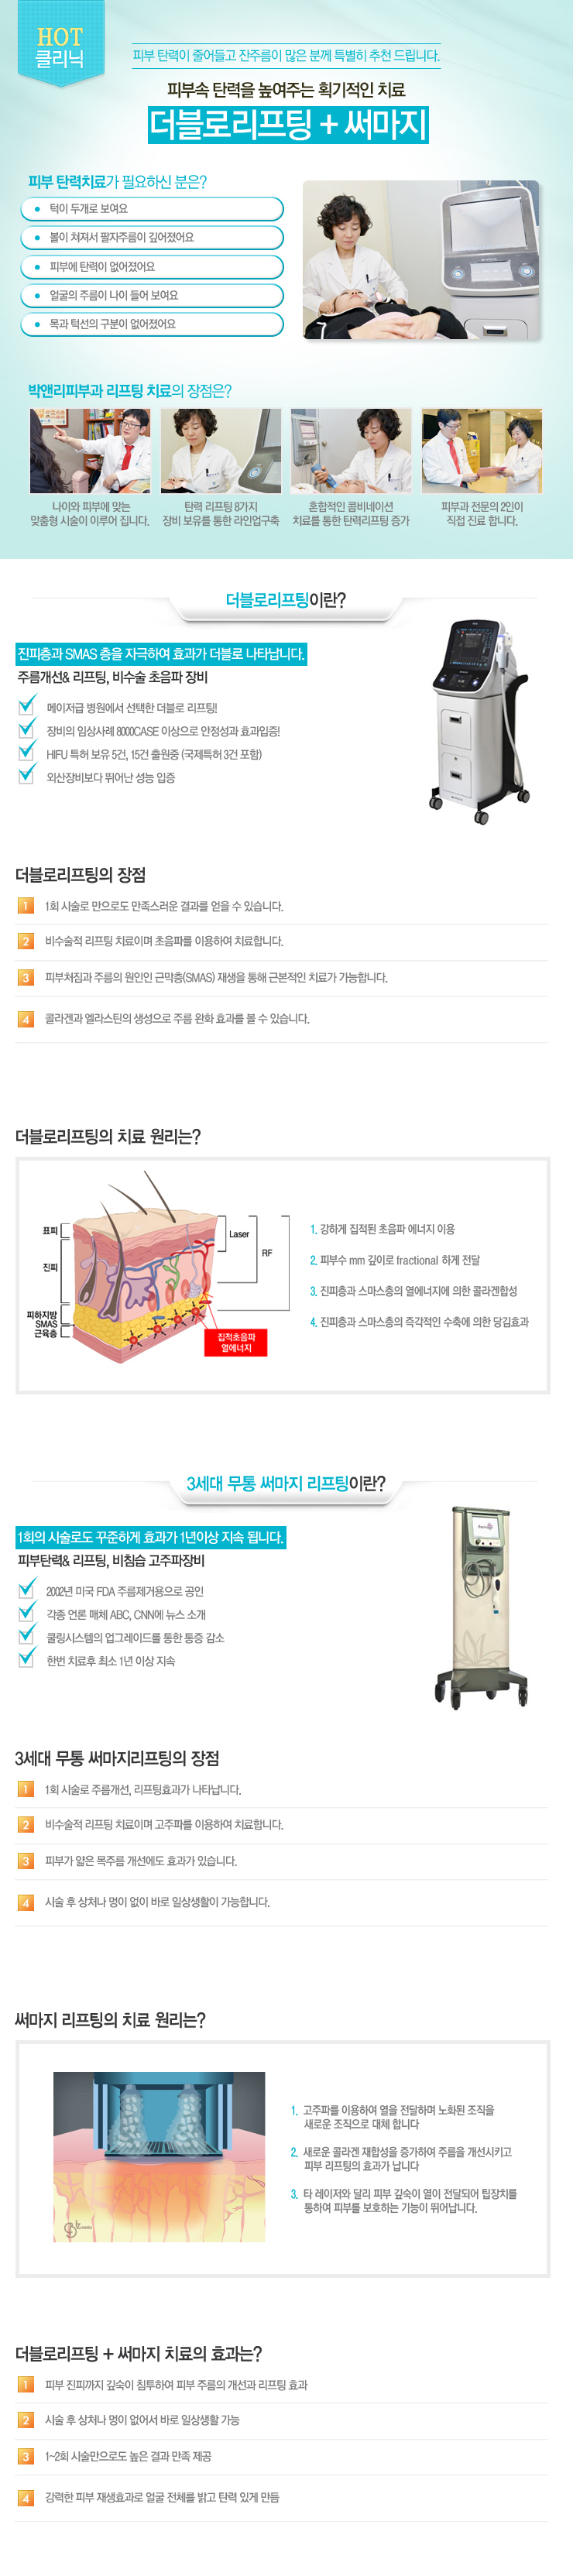 HOT
클리닉
피부 탄력이 줄어들고 잔주름이 많은 분께 특별히 추천 드립니다.
피부속 탄력을 높여주는 획기적인 치료
더블로리프팅 + 써마지
피부 탄력치료가 필요하신 분은?
턱이 두개로 보여요
볼이 쳐져서 팔자주름이 깊어졌어요
피부에 탄력이 없어졌어요
얼굴의 주름이 나이 들어 보여요
목과 턱선의 구분이 없어졌어요
박앤리피부과 리프팅 치료의 장점은?
나이와 피부에 맞는
맞춤형 시술이 이루어 집니다.
탄력 리프팅 8가지
장비 보유를 통한 라인업구축
혼합적인 콤비네이션
치료를 통한 탄력리프팅 증가
피부과 전문의 2인이
직접 진료 합니다.
더블로리프팅이란?
진피층과 SMAS 층을 자극하여 효과가 더블로 나타납니다.
주름개선& 리프팅, 비수술 초음파 장비
메이저급 병원에서 선택한 더블로 리프팅!
장비의 임상사례 8000CASE 이상으로 안정성과 효과입증!
HIFU 특허 보유 5건, 15건 출원중 (국제특허 3건 포함)
외산장비보다 뛰어난 성능 입증
더블로리프팅의 장점
1 1회 시술로 만으로도 만족스러운 결과를 얻을 수 있습니다.
2 비수술적 리프팅 치료이며 초음파를 이용하여 치료합니다.
3 피부처짐과 주름의 원인인 근막층(SMAS) 재생을 통해 근본적인 치료가 가능합니다.
4 콜라겐과 엘라스틴의 생성으로 주름 완화 효과를 볼 수 있습니다.
더블로리프팅의 치료 원리는?
표피
진피
피하지방
SMAS
근육층
Laser
RF
집적초음파
열에너지
1. 강하게 집적된 초음파 에너지 이용
2. 피부수 mm 깊이로 fractional 하게 전달
3. 진피층과 스마스층의 열에너지에 의한 콜라겐합성
4. 진피층과 스마스층의 즉각적인 수축에 의한 당김효과
3세대 무통 써마지 리프팅이란?
1회의 시술로도 꾸준하게 효과가 1년이상 지속 됩니다.
피부탄력& 리프팅, 비침습 고주파장비
2002년 미국 FDA 주름제거용으로 공인
각종 언론 매체 ABC, CNN에 뉴스 소개
쿨링시스템의 업그레이드를 통한 통증 감소
한번 치료후 최소 1년 이상 지속
3세대 무통 써마지리프팅의 장점
1 1회 시술로 주름개선, 리프팅효과가 나타납니다.
2 비수술적 리프팅 치료이며 고주파를 이용하여 치료합니다.
3 피부가 얇은 목주름 개선에도 효과가 있습니다.
4 시술 후 상처나 멍이 없이 바로 일상생활이 가능합니다.
써마지 리프팅의 치료 원리는?
1. 고주파를 이용하여 열을 전달하며 노화된 조직을
새로운 조직으로 대체 합니다
2. 새로운 콜라겐 재합성을 증가하여 주름을 개선시키고
피부 리프팅의 효과가 납니다
3. 타 레이저와 달리 피부 깊숙이 열이 전달되어 팁장치를
통하여 피부를 보호하는 기능이 뛰어납니다.
더블로리프팅 + 써마지 치료의 효과는?
1 피부 진피까지 깊숙이 침투하여 피부 주름의 개선과 리프팅 효과
2 시술 후 상처나 멍이 없어서 바로 일상생활 가능
3 1~2회 시술만으로도 높은 결과 만족 제공
4 강력한 피부 재생효과로 얼굴 전체를 밝고 탄력 있게 만듬